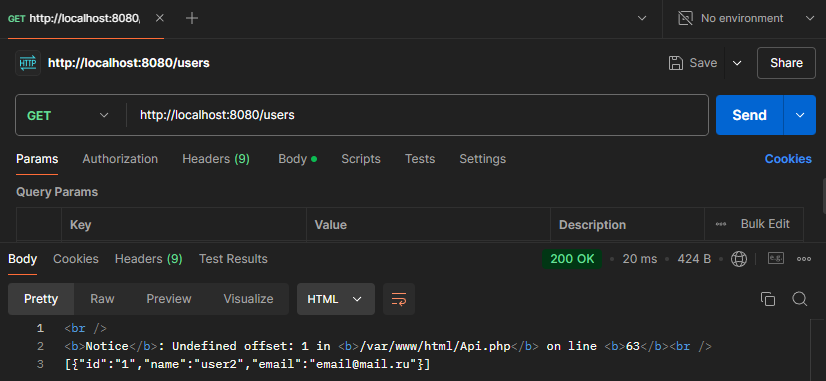 GET http://localhost:8080/
No environment
HTTP http://localhost:8080/users
Save
Share
GET http://localhost:8080/users
Send
Params Authorization Headers (9) Body Scripts Tests Settings Cookies
Query Params
Key Value Description Bulk Edit
Body Cookies Headers (9) Test Results 200 OK 20 ms 424 B e.g.
Pretty Raw Preview Visualize HTML
1 <br />
2 <b>Notice</b>: Undefined offset: 1 in <b>/var/www/html/Api.php</b> on line <b>63</b><br />
3 [{"id":"1","name":"user2","email":"email@mail.ru"}]